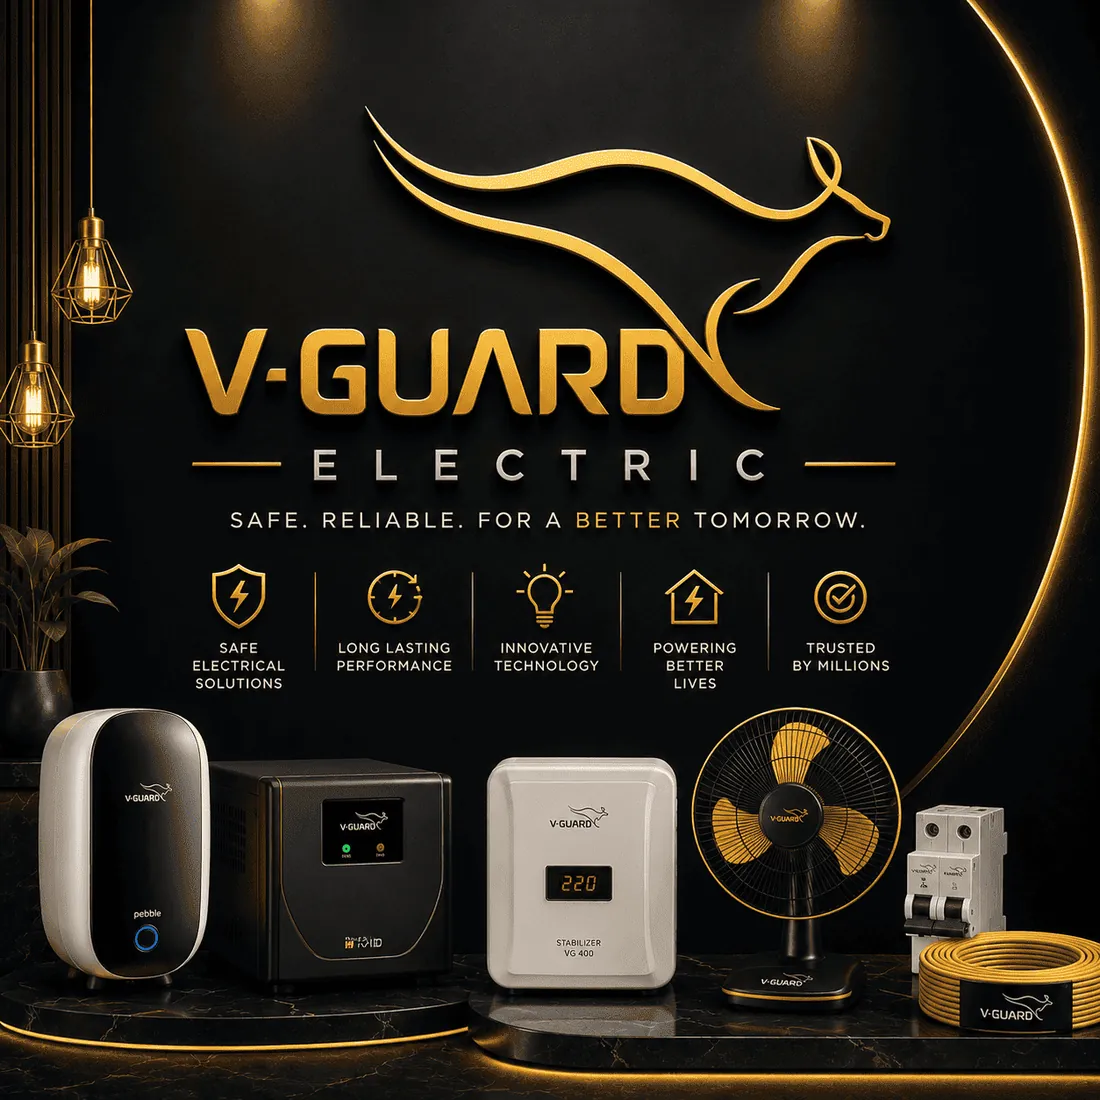 V-GUARD
ELECTRIC
SAFE. RELIABLE. FOR A BETTER TOMORROW.
SAFE
ELECTRICAL
SOLUTIONS
LONG LASTING
PERFORMANCE
INNOVATIVE
TECHNOLOGY
POWERING
BETTER
LIVES
TRUSTED
BY MILLIONS
V-GUARD
pebble
V-GUARD
V-GUARD
220
STABILIZER
VG 400
V-GUARD
V-GUARD
V-GUARD